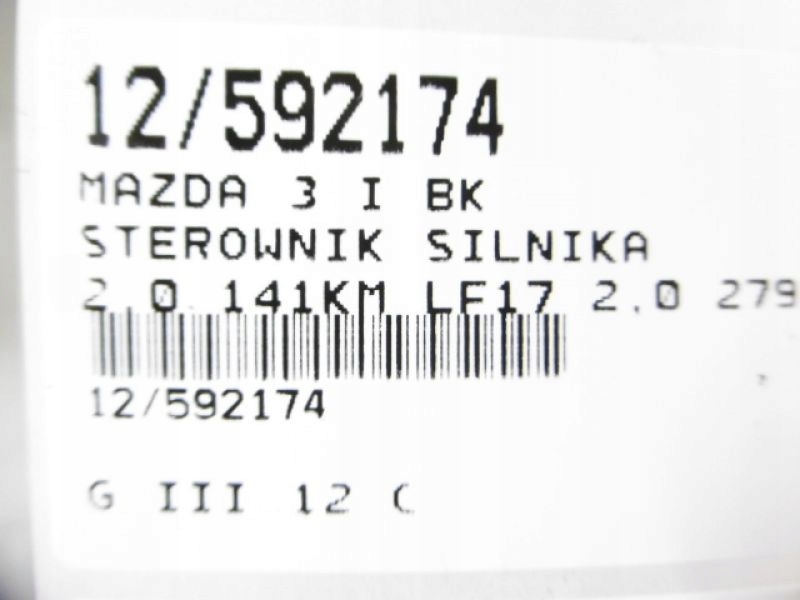 12/592174
MAZDA 3 I BK
STEROWNIK SILNIKA
2.0 141KM LF17 2.0 279
12/592174
G III 12 C